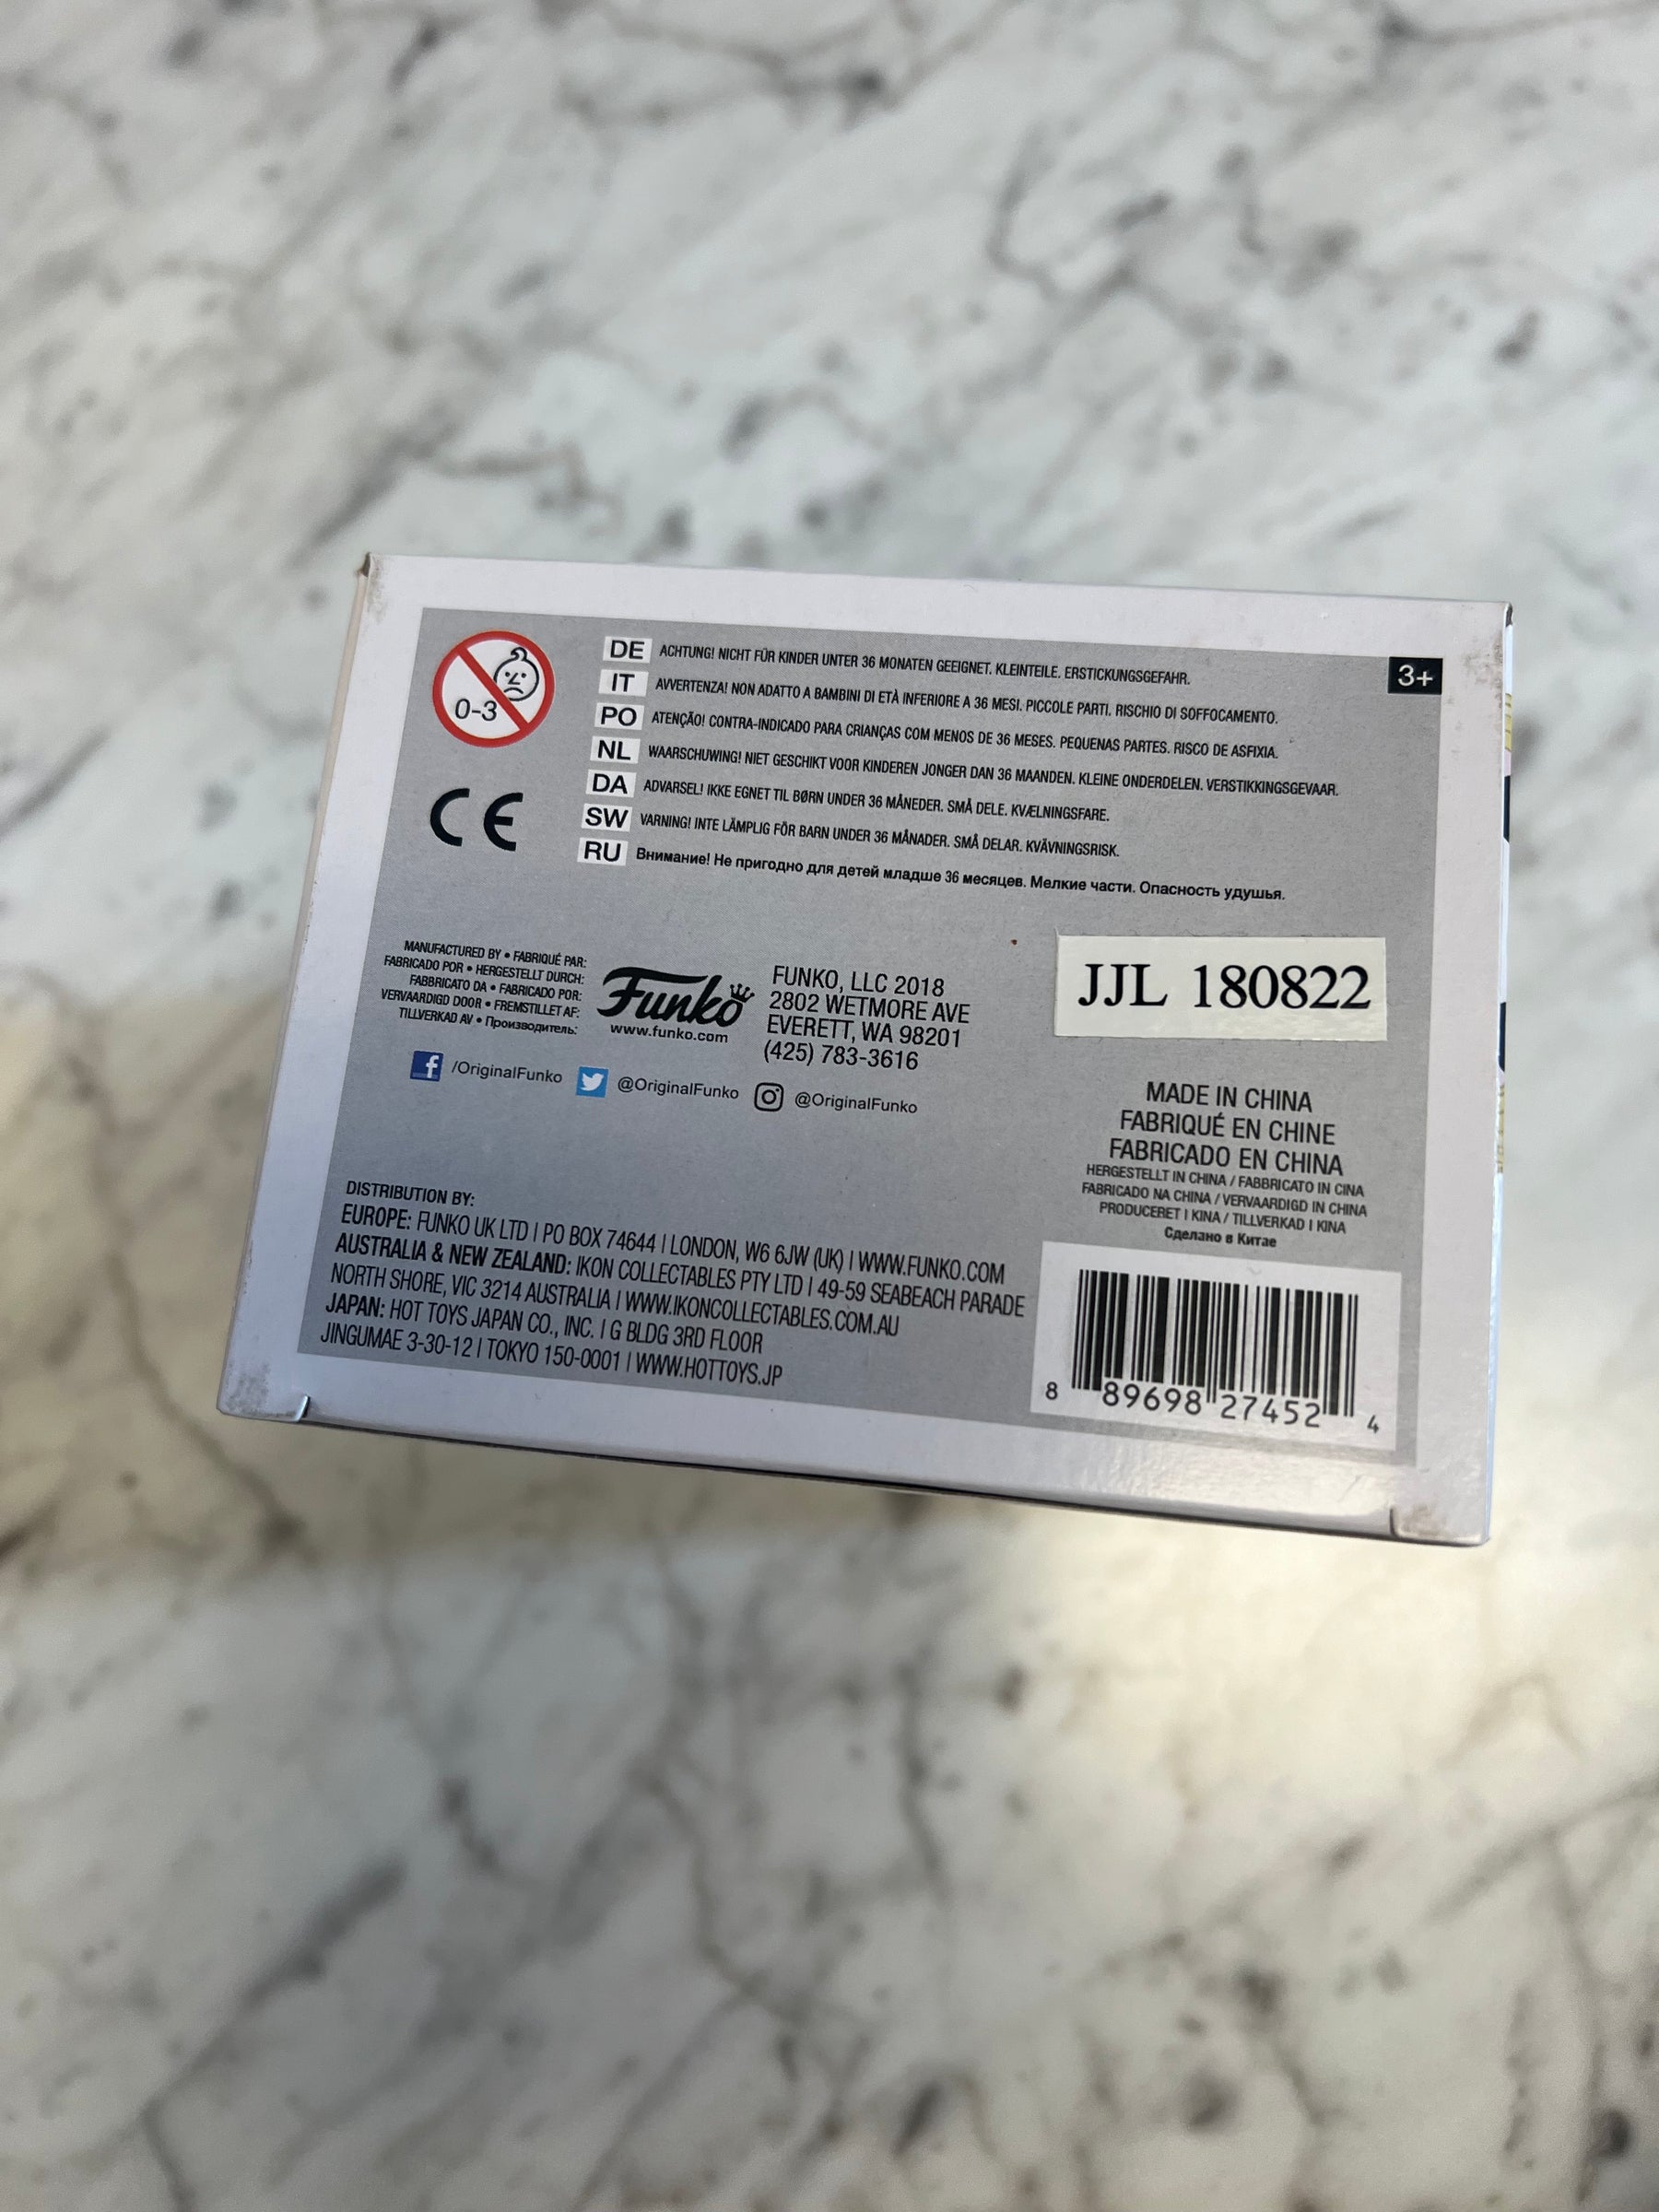 0-3
DE ACHTUNG! NICHT FÜR KINDER UNTER 36 MONATEN GEEIGNET. KLEINTEILE. ERSTICKUNGSGEFAHR.
IT AVVERTENZA! NON ADATTO A BAMBINI DI ETÀ INFERIORE A 36 MESI. PICCOLE PARTI. RISCHIO DI SOFFOCAMENTO.
PO ATENÇÃO! CONTRA-INDICADO PARA CRIANÇAS COM MENOS DE 36 MESES. PEQUENAS PARTES. RISCO DE ASFIXIA.
NL WAARSCHUWING! NIET GESCHIKT VOOR KINDEREN JONGER DAN 36 MAANDEN. KLEINE ONDERDELEN. VERSTIKKINGSGEVAAR.
DA ADVARSEL! IKKE EGNET TIL BØRN UNDER 36 MÅNEDER. SMÅ DELE. KVÆLNINGSFARE.
SW VARNING! INTE LÄMPLIG FÖR BARN UNDER 36 MÅNADER. SMÅ DELAR. KVÄVNINGSRISK.
RU Внимание! Не пригодно для детей младше 36 месяцев. Мелкие части. Опасность удушья.
3+
CE
MANUFACTURED BY • FABRIQUÉ PAR:
FABRICADO POR • HERGESTELLT DURCH:
FABBRICATO DA • FABRICADO POR:
VERVAARDIGD DOOR • FREMSTILLET AF:
TILLVERKAD AV • Производитель:
Funko
www.funko.com
FUNKO, LLC 2018
2802 WETMORE AVE
EVERETT, WA 98201
(425) 783-3616
/OriginalFunko @OriginalFunko @OriginalFunko
JJL 180822
MADE IN CHINA
FABRIQUÉ EN CHINE
FABRICADO EN CHINA
HERGESTELLT IN CHINA / FABBRICATO IN CINA
FABRICADO NA CHINA / VERVAARDIGD IN CHINA
PRODUCERET I KINA / TILLVERKAD I KINA
Сделано в Китае
DISTRIBUTION BY:
EUROPE: FUNKO UK LTD | PO BOX 74644 | LONDON, W6 6JW (UK) | WWW.FUNKO.COM
AUSTRALIA & NEW ZEALAND: IKON COLLECTABLES PTY LTD | 49-59 SEABEACH PARADE
NORTH SHORE, VIC 3214 AUSTRALIA | WWW.IKONCOLLECTABLES.COM.AU
JAPAN: HOT TOYS JAPAN CO., INC. | G BLDG 3RD FLOOR
JINGUMAE 3-30-12 | TOKYO 150-0001 | WWW.HOTTOYS.JP
8 89698 27452 4